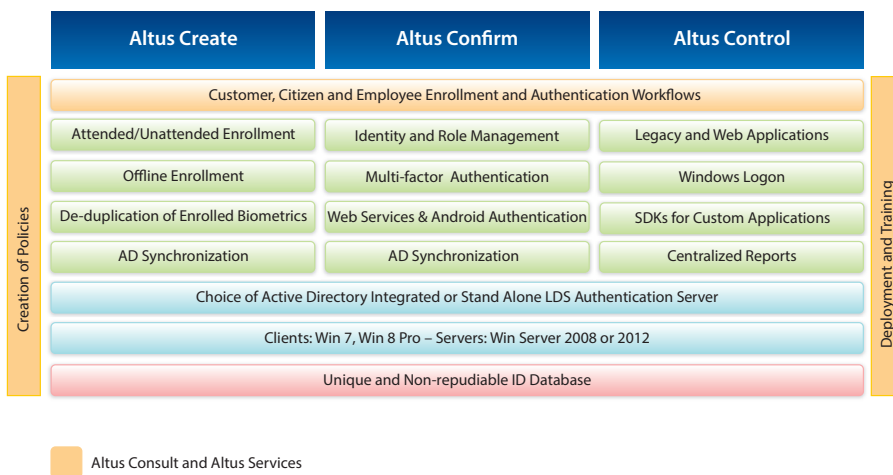 Altus Create
Altus Confirm
Altus Control
Customer, Citizen and Employee Enrollment and Authentication Workflows
Attended/Unattended Enrollment
Identity and Role Management
Legacy and Web Applications
Offline Enrollment
Multi-factor Authentication
Windows Logon
De-duplication of Enrolled Biometrics
Web Services & Android Authentication
SDKs for Custom Applications
AD Synchronization
AD Synchronization
Centralized Reports
Choice of Active Directory Integrated or Stand Alone LDS Authentication Server
Clients: Win 7, Win 8 Pro – Servers: Win Server 2008 or 2012
Unique and Non-repudiable ID Database
Creation of Policies
Deployment and Training
Altus Consult and Altus Services